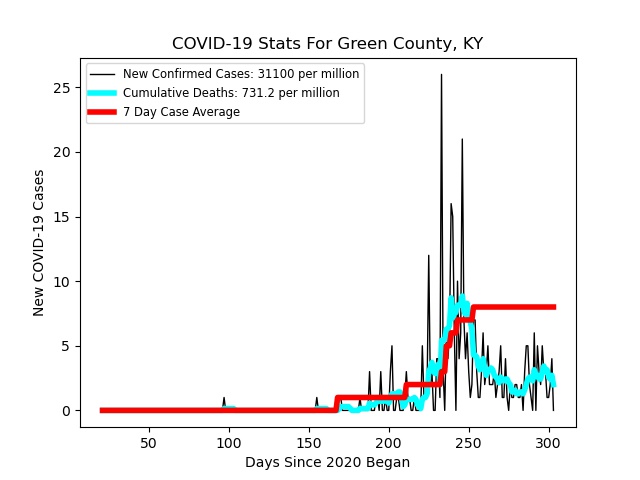 COVID-19 Stats For Green County, KY
New Confirmed Cases: 31100 per million
Cumulative Deaths: 731.2 per million
7 Day Case Average
New COVID-19 Cases
25
20
15
10
5
0
50 100 150 200 250 300
Days Since 2020 Began